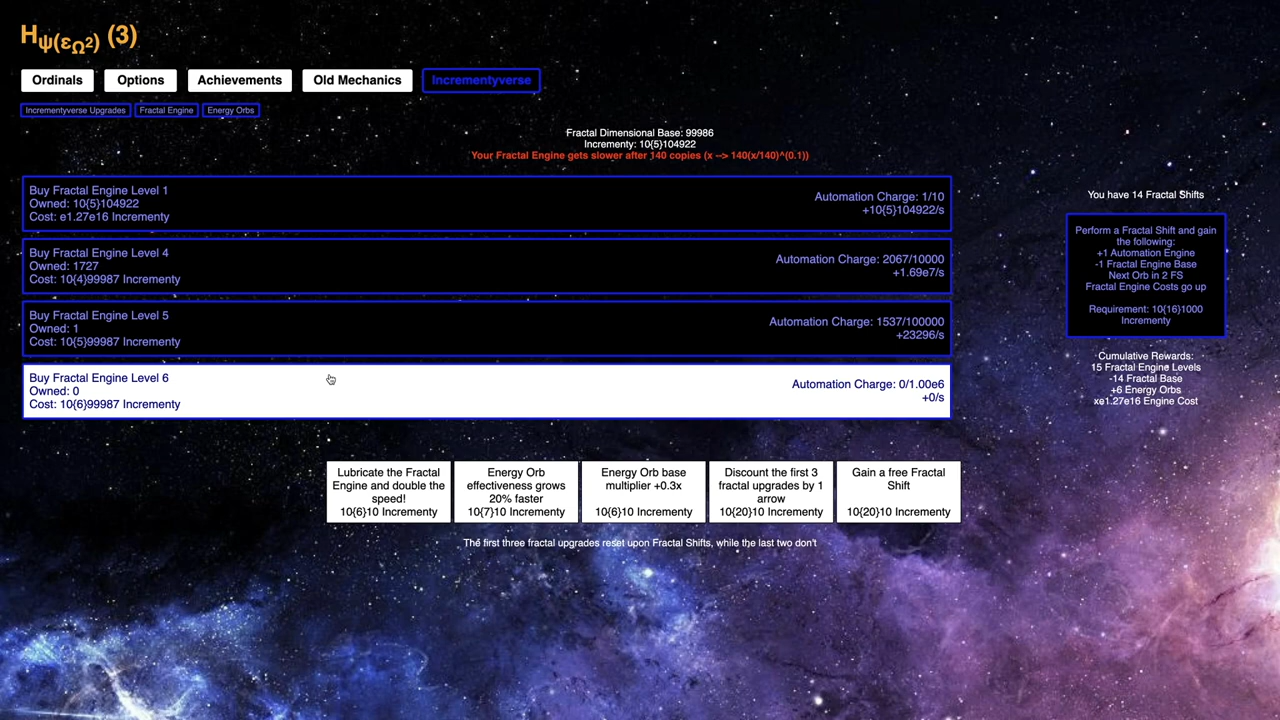 Hψ(εΩ²) (3)
Ordinals Options Achievements Old Mechanics Incrementyverse
Incrementyverse Upgrades Fractal Engine Energy Orbs
Fractal Dimensional Base: 99986
Incrementy: 10{5}104922
Your Fractal Engine gets slower after 140 copies (x --> 140(x/140)^(0.1))
Buy Fractal Engine Level 1
Owned: 10{5}104922
Cost: e1.27e16 Incrementy
Automation Charge: 1/10
+10{5}104922/s
Buy Fractal Engine Level 4
Owned: 1727
Cost: 10{4}99987 Incrementy
Automation Charge: 2067/10000
+1.69e7/s
Buy Fractal Engine Level 5
Owned: 1
Cost: 10{5}99987 Incrementy
Automation Charge: 1537/100000
+23296/s
Buy Fractal Engine Level 6
Owned: 0
Cost: 10{6}99987 Incrementy
Automation Charge: 0/1.00e6
+0/s
You have 14 Fractal Shifts
Perform a Fractal Shift and gain
the following:
+1 Automation Engine
-1 Fractal Engine Base
Next Orb in 2 FS
Fractal Engine Costs go up
Requirement: 10{16}1000
Incrementy
Cumulative Rewards:
15 Fractal Engine Levels
-14 Fractal Base
+6 Energy Orbs
xe1.27e16 Engine Cost
Lubricate the Fractal
Engine and double the
speed!
10{6}10 Incrementy
Energy Orb
effectiveness grows
20% faster
10{7}10 Incrementy
Energy Orb base
multiplier +0.3x
10{6}10 Incrementy
Discount the first 3
fractal upgrades by 1
arrow
10{20}10 Incrementy
Gain a free Fractal
Shift
10{20}10 Incrementy
The first three fractal upgrades reset upon Fractal Shifts, while the last two don't